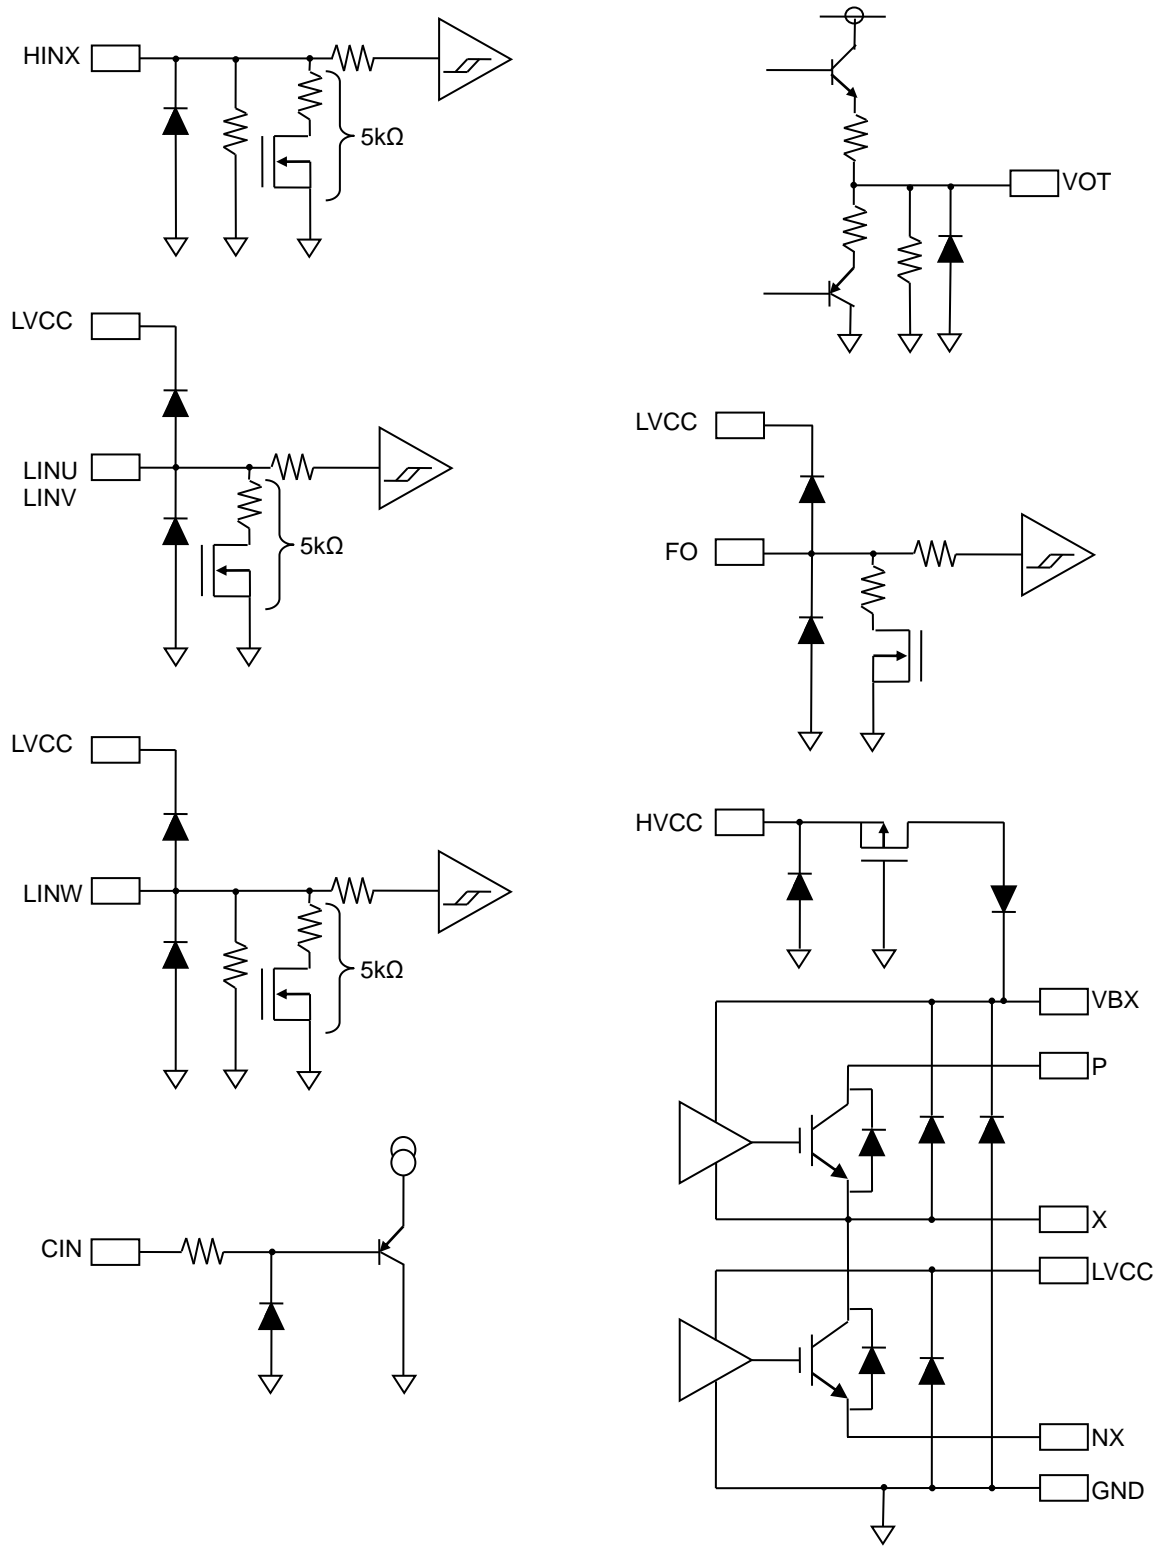 HINX
5kΩ
LVCC
LINU
LINV
5kΩ
LVCC
LINW
5kΩ
CIN
VOT
LVCC
FO
HVCC
VBX
P
X
LVCC
NX
GND